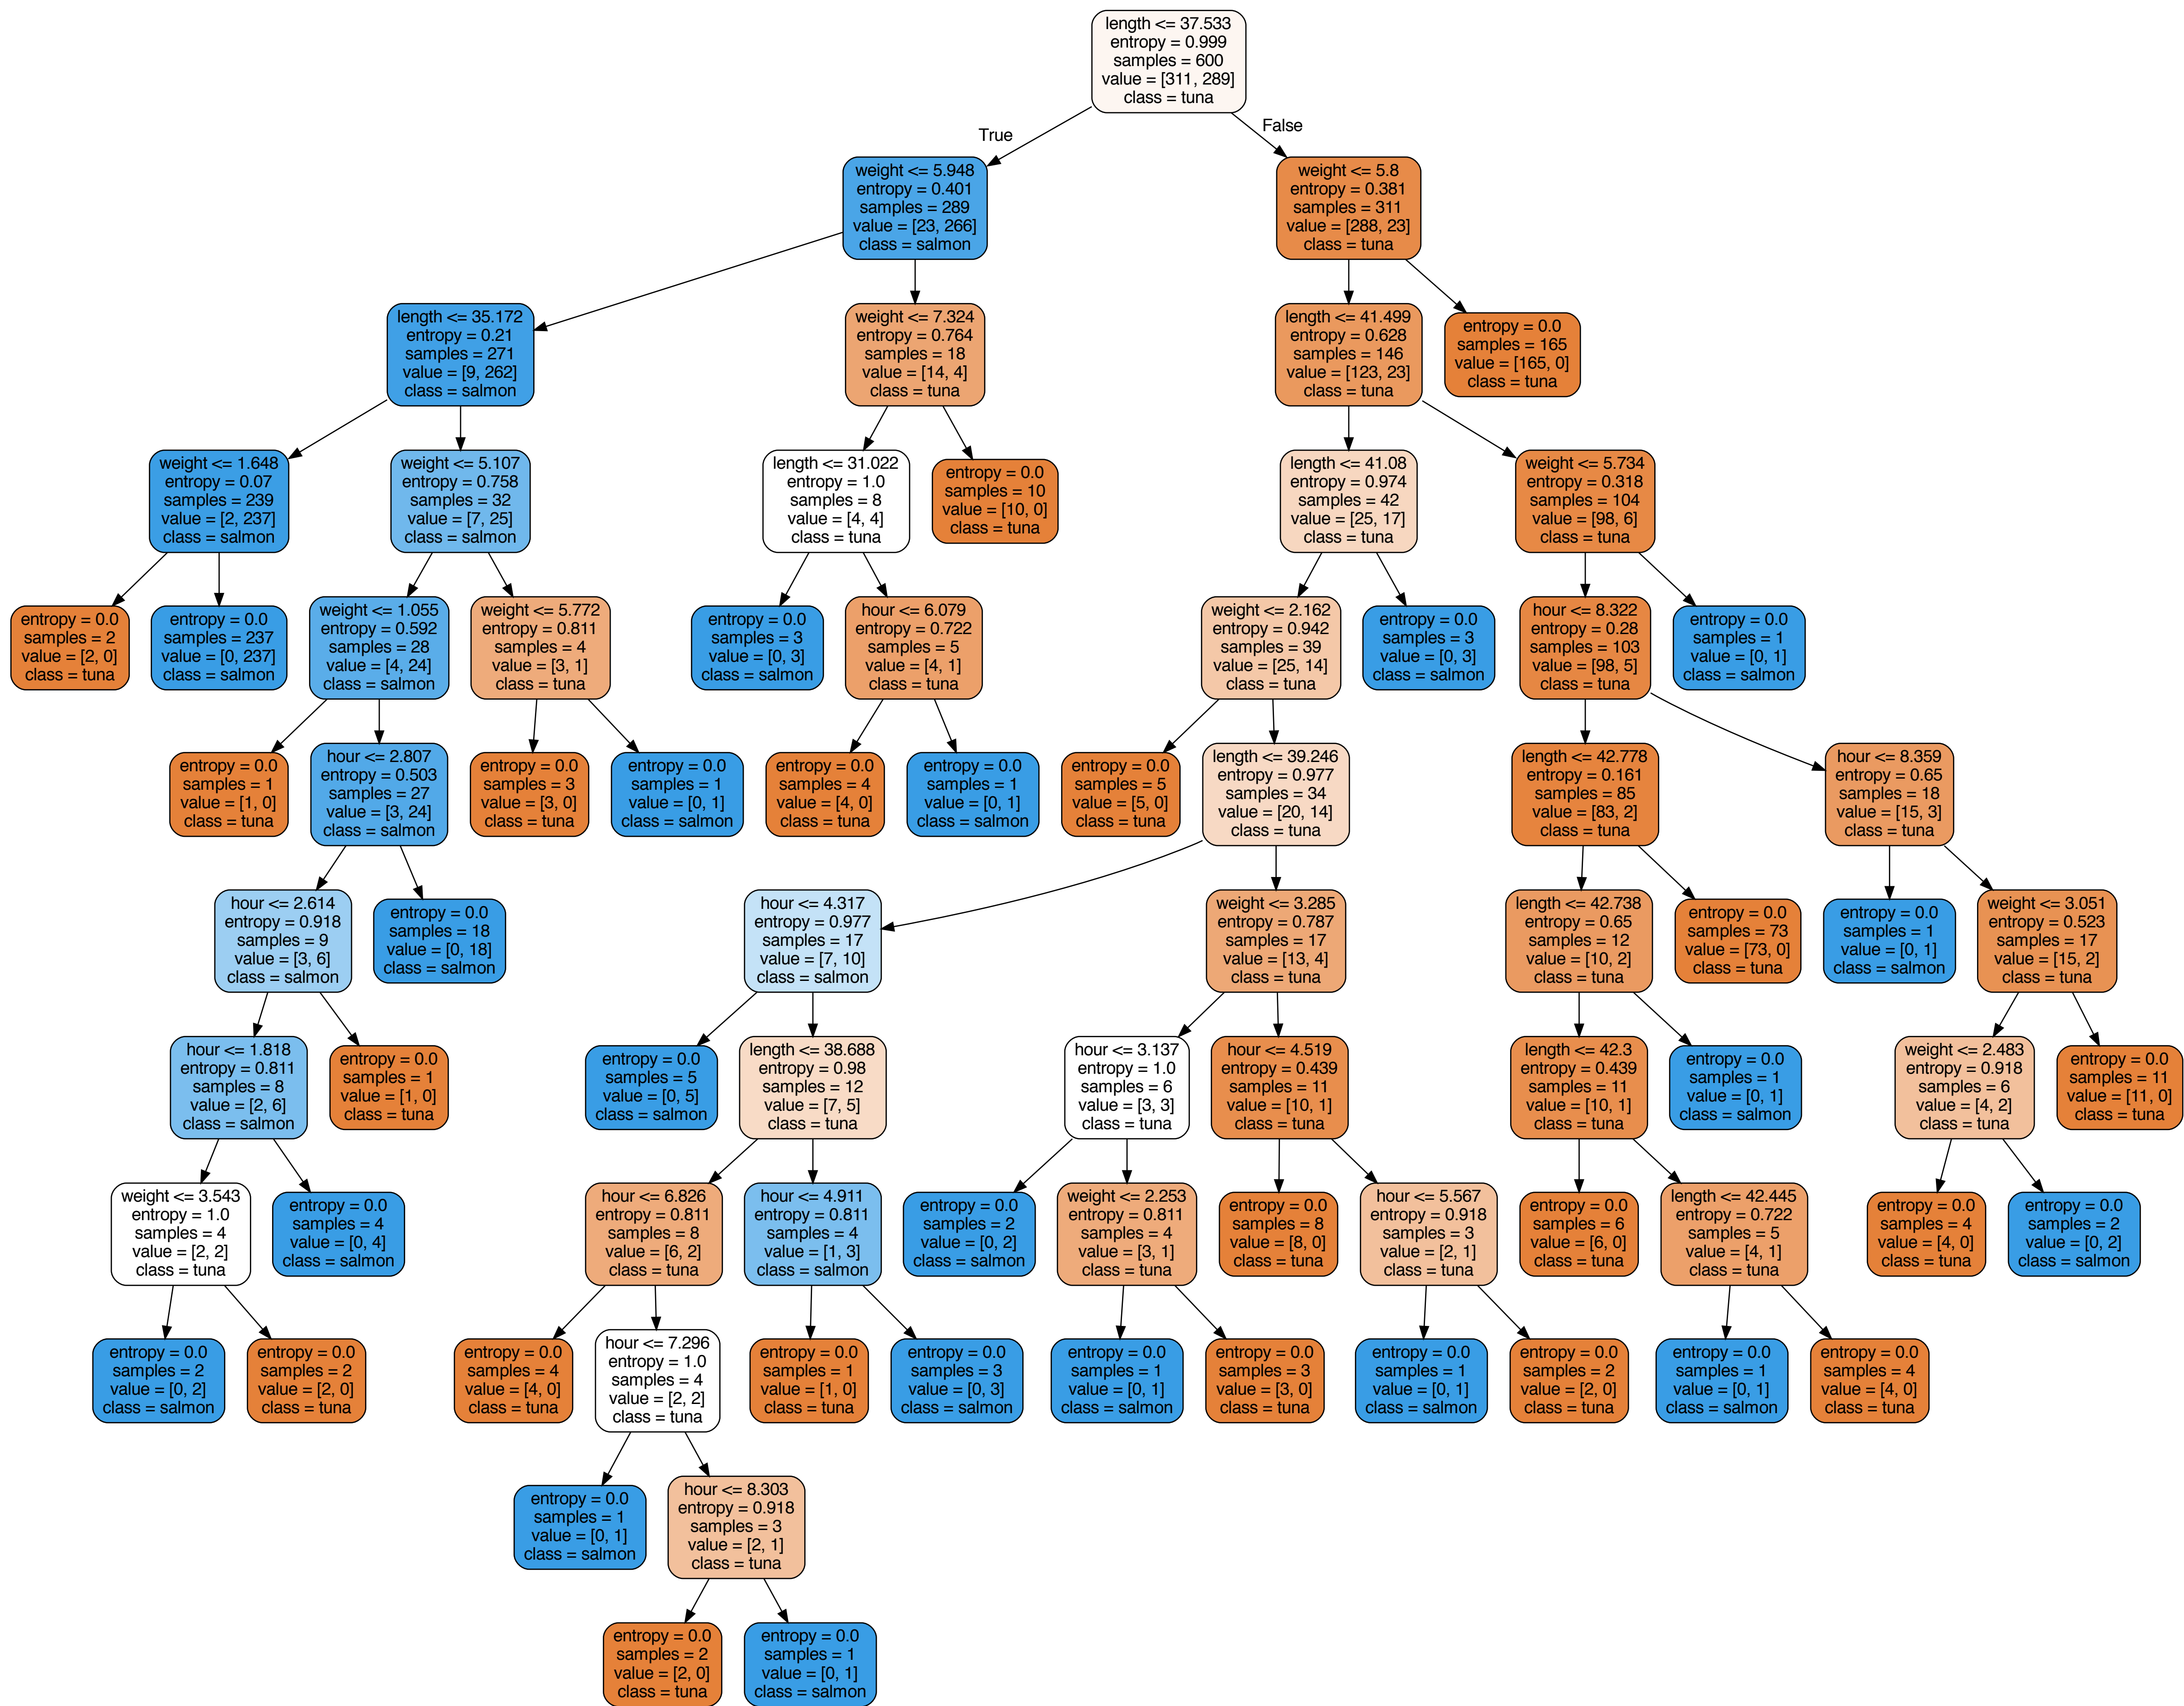 length <= 37.533
entropy = 0.999
samples = 600
value = [311, 289]
class = tuna
True
False
weight <= 5.948
entropy = 0.401
samples = 289
value = [23, 266]
class = salmon
weight <= 5.8
entropy = 0.381
samples = 311
value = [288, 23]
class = tuna
length <= 35.172
entropy = 0.21
samples = 271
value = [9, 262]
class = salmon
weight <= 7.324
entropy = 0.764
samples = 18
value = [14, 4]
class = tuna
length <= 41.499
entropy = 0.628
samples = 146
value = [123, 23]
class = tuna
entropy = 0.0
samples = 165
value = [165, 0]
class = tuna
weight <= 1.648
entropy = 0.07
samples = 239
value = [2, 237]
class = salmon
weight <= 5.107
entropy = 0.758
samples = 32
value = [7, 25]
class = salmon
length <= 31.022
entropy = 1.0
samples = 8
value = [4, 4]
class = tuna
entropy = 0.0
samples = 10
value = [10, 0]
class = tuna
length <= 41.08
entropy = 0.974
samples = 42
value = [25, 17]
class = tuna
weight <= 5.734
entropy = 0.318
samples = 104
value = [98, 6]
class = tuna
entropy = 0.0
samples = 2
value = [2, 0]
class = tuna
entropy = 0.0
samples = 237
value = [0, 237]
class = salmon
weight <= 1.055
entropy = 0.592
samples = 28
value = [4, 24]
class = salmon
weight <= 5.772
entropy = 0.811
samples = 4
value = [3, 1]
class = tuna
entropy = 0.0
samples = 3
value = [0, 3]
class = salmon
hour <= 6.079
entropy = 0.722
samples = 5
value = [4, 1]
class = tuna
weight <= 2.162
entropy = 0.942
samples = 39
value = [25, 14]
class = tuna
entropy = 0.0
samples = 3
value = [0, 3]
class = salmon
hour <= 8.322
entropy = 0.28
samples = 103
value = [98, 5]
class = tuna
entropy = 0.0
samples = 1
value = [0, 1]
class = salmon
entropy = 0.0
samples = 1
value = [1, 0]
class = tuna
hour <= 2.807
entropy = 0.503
samples = 27
value = [3, 24]
class = salmon
entropy = 0.0
samples = 3
value = [3, 0]
class = tuna
entropy = 0.0
samples = 1
value = [0, 1]
class = salmon
entropy = 0.0
samples = 4
value = [4, 0]
class = tuna
entropy = 0.0
samples = 1
value = [0, 1]
class = salmon
entropy = 0.0
samples = 5
value = [5, 0]
class = tuna
length <= 39.246
entropy = 0.977
samples = 34
value = [20, 14]
class = tuna
length <= 42.778
entropy = 0.161
samples = 85
value = [83, 2]
class = tuna
hour <= 8.359
entropy = 0.65
samples = 18
value = [15, 3]
class = tuna
hour <= 2.614
entropy = 0.918
samples = 9
value = [3, 6]
class = salmon
entropy = 0.0
samples = 18
value = [0, 18]
class = salmon
hour <= 4.317
entropy = 0.977
samples = 17
value = [7, 10]
class = salmon
weight <= 3.285
entropy = 0.787
samples = 17
value = [13, 4]
class = tuna
length <= 42.738
entropy = 0.65
samples = 12
value = [10, 2]
class = tuna
entropy = 0.0
samples = 73
value = [73, 0]
class = tuna
entropy = 0.0
samples = 1
value = [0, 1]
class = salmon
weight <= 3.051
entropy = 0.523
samples = 17
value = [15, 2]
class = tuna
hour <= 1.818
entropy = 0.811
samples = 8
value = [2, 6]
class = salmon
entropy = 0.0
samples = 1
value = [1, 0]
class = tuna
entropy = 0.0
samples = 5
value = [0, 5]
class = salmon
length <= 38.688
entropy = 0.98
samples = 12
value = [7, 5]
class = tuna
hour <= 3.137
entropy = 1.0
samples = 6
value = [3, 3]
class = tuna
hour <= 4.519
entropy = 0.439
samples = 11
value = [10, 1]
class = tuna
length <= 42.3
entropy = 0.439
samples = 11
value = [10, 1]
class = tuna
entropy = 0.0
samples = 1
value = [0, 1]
class = salmon
weight <= 2.483
entropy = 0.918
samples = 6
value = [4, 2]
class = tuna
entropy = 0.0
samples = 11
value = [11, 0]
class = tuna
weight <= 3.543
entropy = 1.0
samples = 4
value = [2, 2]
class = tuna
entropy = 0.0
samples = 4
value = [0, 4]
class = salmon
hour <= 6.826
entropy = 0.811
samples = 8
value = [6, 2]
class = tuna
hour <= 4.911
entropy = 0.811
samples = 4
value = [1, 3]
class = salmon
entropy = 0.0
samples = 2
value = [0, 2]
class = salmon
weight <= 2.253
entropy = 0.811
samples = 4
value = [3, 1]
class = tuna
entropy = 0.0
samples = 8
value = [8, 0]
class = tuna
hour <= 5.567
entropy = 0.918
samples = 3
value = [2, 1]
class = tuna
entropy = 0.0
samples = 6
value = [6, 0]
class = tuna
length <= 42.445
entropy = 0.722
samples = 5
value = [4, 1]
class = tuna
entropy = 0.0
samples = 4
value = [4, 0]
class = tuna
entropy = 0.0
samples = 2
value = [0, 2]
class = salmon
entropy = 0.0
samples = 2
value = [0, 2]
class = salmon
entropy = 0.0
samples = 2
value = [2, 0]
class = tuna
entropy = 0.0
samples = 4
value = [4, 0]
class = tuna
hour <= 7.296
entropy = 1.0
samples = 4
value = [2, 2]
class = tuna
entropy = 0.0
samples = 1
value = [1, 0]
class = tuna
entropy = 0.0
samples = 3
value = [0, 3]
class = salmon
entropy = 0.0
samples = 1
value = [0, 1]
class = salmon
entropy = 0.0
samples = 3
value = [3, 0]
class = tuna
entropy = 0.0
samples = 1
value = [0, 1]
class = salmon
entropy = 0.0
samples = 2
value = [2, 0]
class = tuna
entropy = 0.0
samples = 1
value = [0, 1]
class = salmon
entropy = 0.0
samples = 4
value = [4, 0]
class = tuna
entropy = 0.0
samples = 1
value = [0, 1]
class = salmon
hour <= 8.303
entropy = 0.918
samples = 3
value = [2, 1]
class = tuna
entropy = 0.0
samples = 2
value = [2, 0]
class = tuna
entropy = 0.0
samples = 1
value = [0, 1]
class = salmon